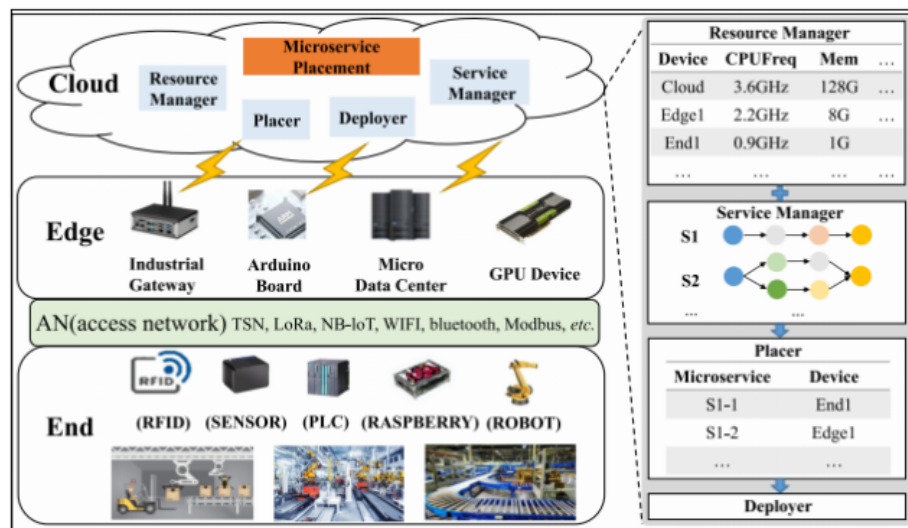 Cloud
Microservice
Placement
Resource
Manager
Service
Manager
Placer
Deployer
Edge
Industrial
Gateway
Arduino
Board
Micro
Data Center
GPU Device
AN(access network) TSN, LoRa, NB-IoT, WIFI, bluetooth, Modbus, etc.
End
RFID
(RFID) (SENSOR) (PLC) (RASPBERRY) (ROBOT)
Resource Manager
Device CPUFreq Mem …
Cloud 3.6GHz 128G …
Edge1 2.2GHz 8G …
End1 0.9GHz 1G
… … … …
Service Manager
S1
S2
... ...
Placer
Microservice Device
S1-1 End1
S1-2 Edge1
… …
Deployer